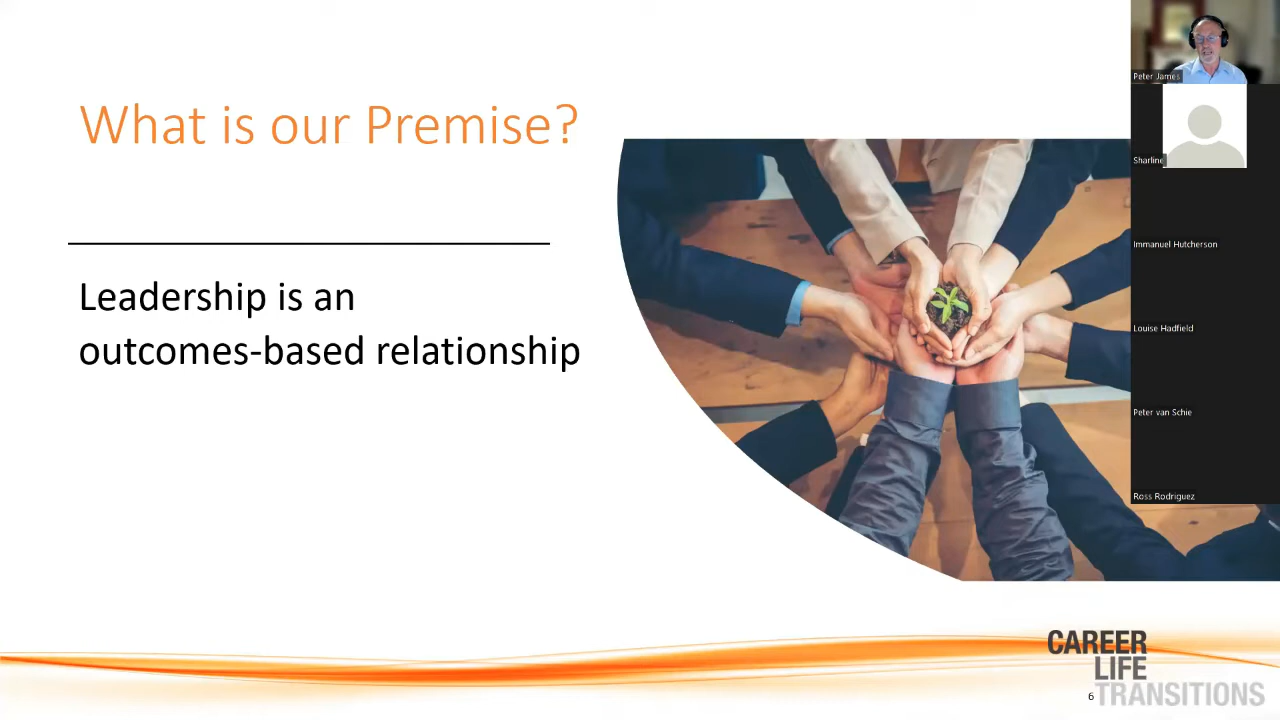 What is our Premise?
Leadership is an
outcomes-based relationship
Peter James
Sharline
Immanuel Hutcherson
Louise Hadfield
Peter van Schie
Ross Rodriguez
CAREER
LIFE
6
TRANSITIONS